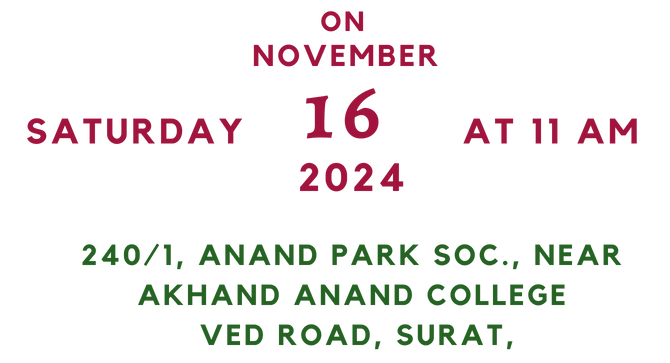 ON
NOVEMBER
SATURDAY 16 AT 11 AM
2024
240/1, ANAND PARK SOC., NEAR
AKHAND ANAND COLLEGE
VED ROAD, SURAT,